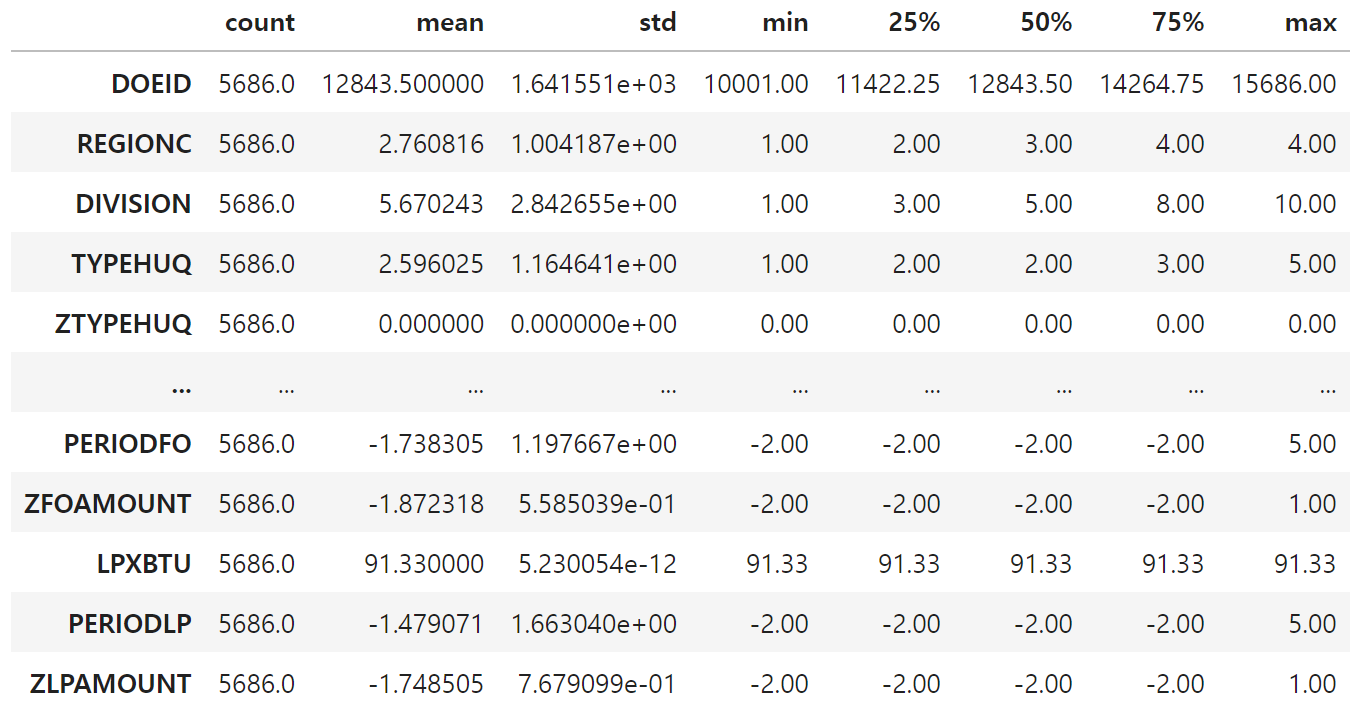 count mean std min 25% 50% 75% max
DOEID 5686.0 12843.500000 1.641551e+03 10001.00 11422.25 12843.50 14264.75 15686.00
REGIONC 5686.0 2.760816 1.004187e+00 1.00 2.00 3.00 4.00 4.00
DIVISION 5686.0 5.670243 2.842655e+00 1.00 3.00 5.00 8.00 10.00
TYPEHUQ 5686.0 2.596025 1.164641e+00 1.00 2.00 2.00 3.00 5.00
ZTYPEHUQ 5686.0 0.000000 0.000000e+00 0.00 0.00 0.00 0.00 0.00
... ... ... ... ... ... ... ... ...
PERIODFO 5686.0 -1.738305 1.197667e+00 -2.00 -2.00 -2.00 -2.00 5.00
ZFOAMOUNT 5686.0 -1.872318 5.585039e-01 -2.00 -2.00 -2.00 -2.00 1.00
LPXBTU 5686.0 91.330000 5.230054e-12 91.33 91.33 91.33 91.33 91.33
PERIODLP 5686.0 -1.479071 1.663040e+00 -2.00 -2.00 -2.00 -2.00 5.00
ZLPAMOUNT 5686.0 -1.748505 7.679099e-01 -2.00 -2.00 -2.00 -2.00 1.00